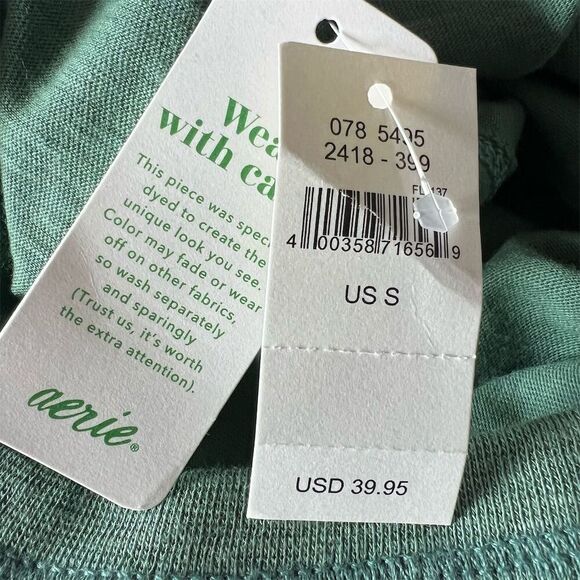 with
This piece was
dyed to create the
unique look you see.
Color may fade or wear
off on other fabrics,
so wash separately
and sparingly
(Trust us, it's worth
the extra attention).
aerie®
078 5495
2418 - 399
4 00358 71656 9
US S
USD 39.95